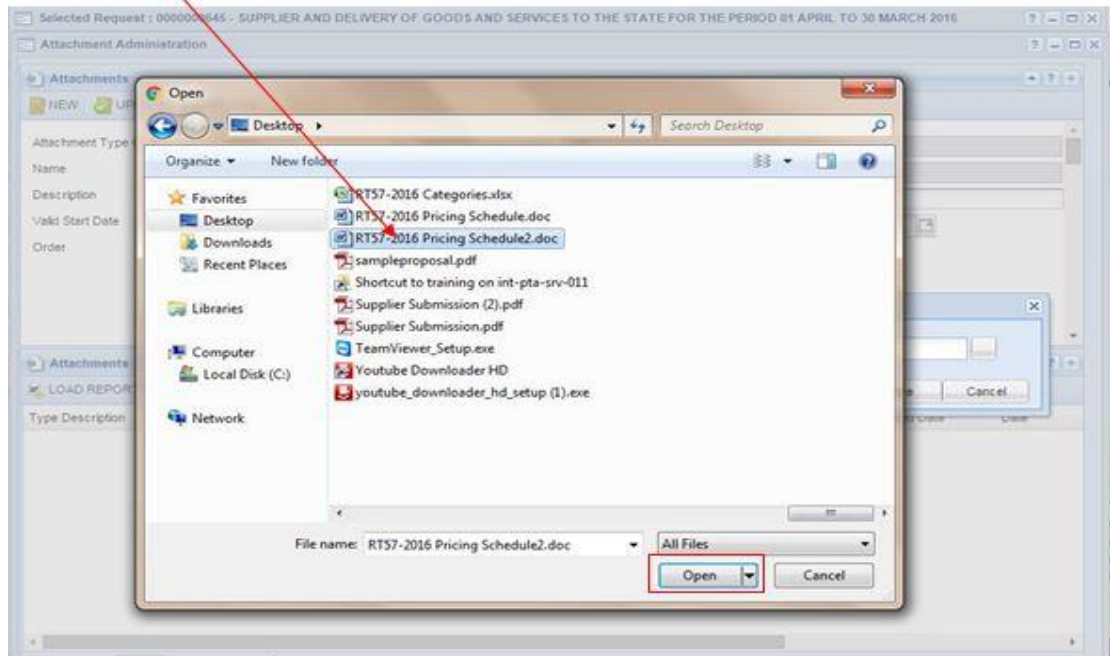 Selected Request : 0000000645 - SUPPLIER AND DELIVERY OF GOODS AND SERVICES TO THE STATE FOR THE PERIOD 01 APRIL TO 30 MARCH 2016
Attachment Administration
Attachments
NEW UP
Attachment Type
Name
Description
Valid Start Date
Order
Attachments
LOAD REPORT
Type Description
Open
Desktop
Search Desktop
Organize New folder
Favorites
Desktop
Downloads
Recent Places
Libraries
Computer
Local Disk (C:)
Network
RT57-2016 Categories.xlsx
RT57-2016 Pricing Schedule.doc
RT57-2016 Pricing Schedule2.doc
sampleproposal.pdf
Shortcut to training on int-pta-srv-011
Supplier Submission (2).pdf
Supplier Submission.pdf
TeamViewer_Setup.exe
Youtube Downloader HD
youtube_downloader_hd_setup (1).exe
File name: RT57-2016 Pricing Schedule2.doc All Files
Open Cancel
Cancel
Date